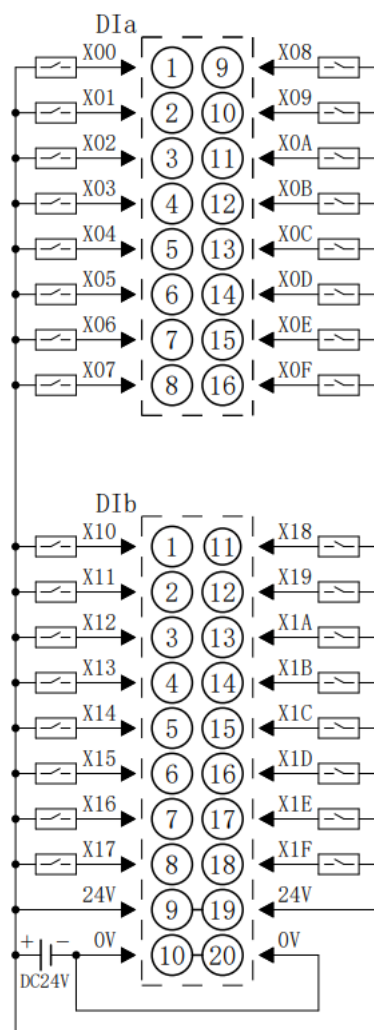 DIa
X00 1 9 X08
X01 2 10 X09
X02 3 11 X0A
X03 4 12 X0B
X04 5 13 X0C
X05 6 14 X0D
X06 7 15 X0E
X07 8 16 X0F
DIb
X10 1 11 X18
X11 2 12 X19
X12 3 13 X1A
X13 4 14 X1B
X14 5 15 X1C
X15 6 16 X1D
X16 7 17 X1E
X17 8 18 X1F
24V 9 19 24V
+ − 0V 10 20 0V
DC24V